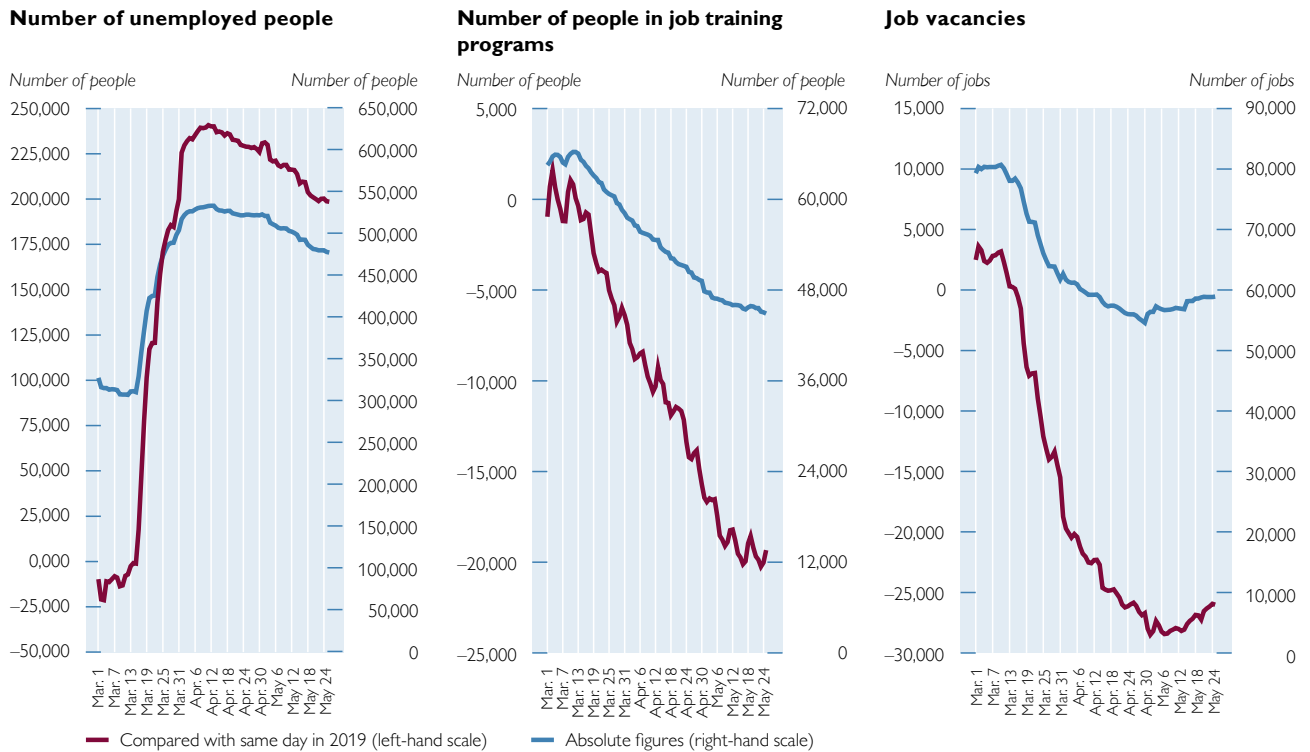 Number of unemployed people
Number of people
Number of people
250,000
225,000
200,000
175,000
150,000
125,000
100,000
75,000
50,000
25,000
0,000
–25,000
–50,000
650,000
600,000
550,000
500,000
450,000
400,000
350,000
300,000
250,000
200,000
150,000
100,000
50,000
0
Mar. 1
Mar. 7
Mar. 13
Mar. 19
Mar. 25
Mar. 31
Apr. 6
Apr. 12
Apr. 18
Apr. 24
Apr. 30
May 6
May 12
May 18
May 24
Number of people in job training
programs
Number of people
Number of people
5,000
0
–5,000
–10,000
–15,000
–20,000
–25,000
72,000
60,000
48,000
36,000
24,000
12,000
0
Mar. 1
Mar. 7
Mar. 13
Mar. 19
Mar. 25
Mar. 31
Apr. 6
Apr. 12
Apr. 18
Apr. 24
Apr. 30
May 6
May 12
May 18
May 24
Job vacancies
Number of jobs
Number of jobs
15,000
10,000
5,000
0
–5,000
–10,000
–15,000
–20,000
–25,000
–30,000
90,000
80,000
70,000
60,000
50,000
40,000
30,000
20,000
10,000
0
Mar. 1
Mar. 7
Mar. 13
Mar. 19
Mar. 25
Mar. 31
Apr. 6
Apr. 12
Apr. 18
Apr. 24
Apr. 30
May 6
May 12
May 18
May 24
Compared with same day in 2019 (left-hand scale)
Absolute figures (right-hand scale)